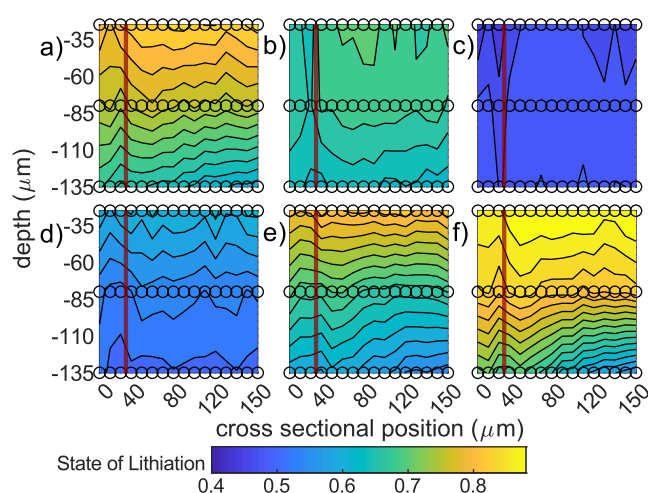 a) b) c)
-35
-60
-85
-110
-135
d) e) f)
-35
-60
-85
-110
-135
depth (μm)
0 40 80 120 150 0 40 80 120 150 0 40 80 120 150
cross sectional position (μm)
State of Lithiation
0.4 0.5 0.6 0.7 0.8